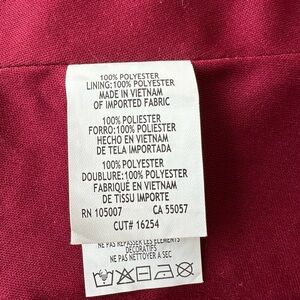 100% POLYESTER
LINING:100% POLYESTER
MADE IN VIETNAM
OF IMPORTED FABRIC
100% POLIESTER
FORRO:100% POLIESTER
HECHO EN VIETNAM
DE TELA IMPORTADA
100% POLYESTER
DOUBLURE:100% POLYESTER
FABRIQUÉ EN VIETNAM
DE TISSU IMPORTE
RN 105007 CA 55057
CUT# 16254
NE PAS REPASSER LES ELEMENTS
DECORATIFS
NE PAS NETTOYER A SEC